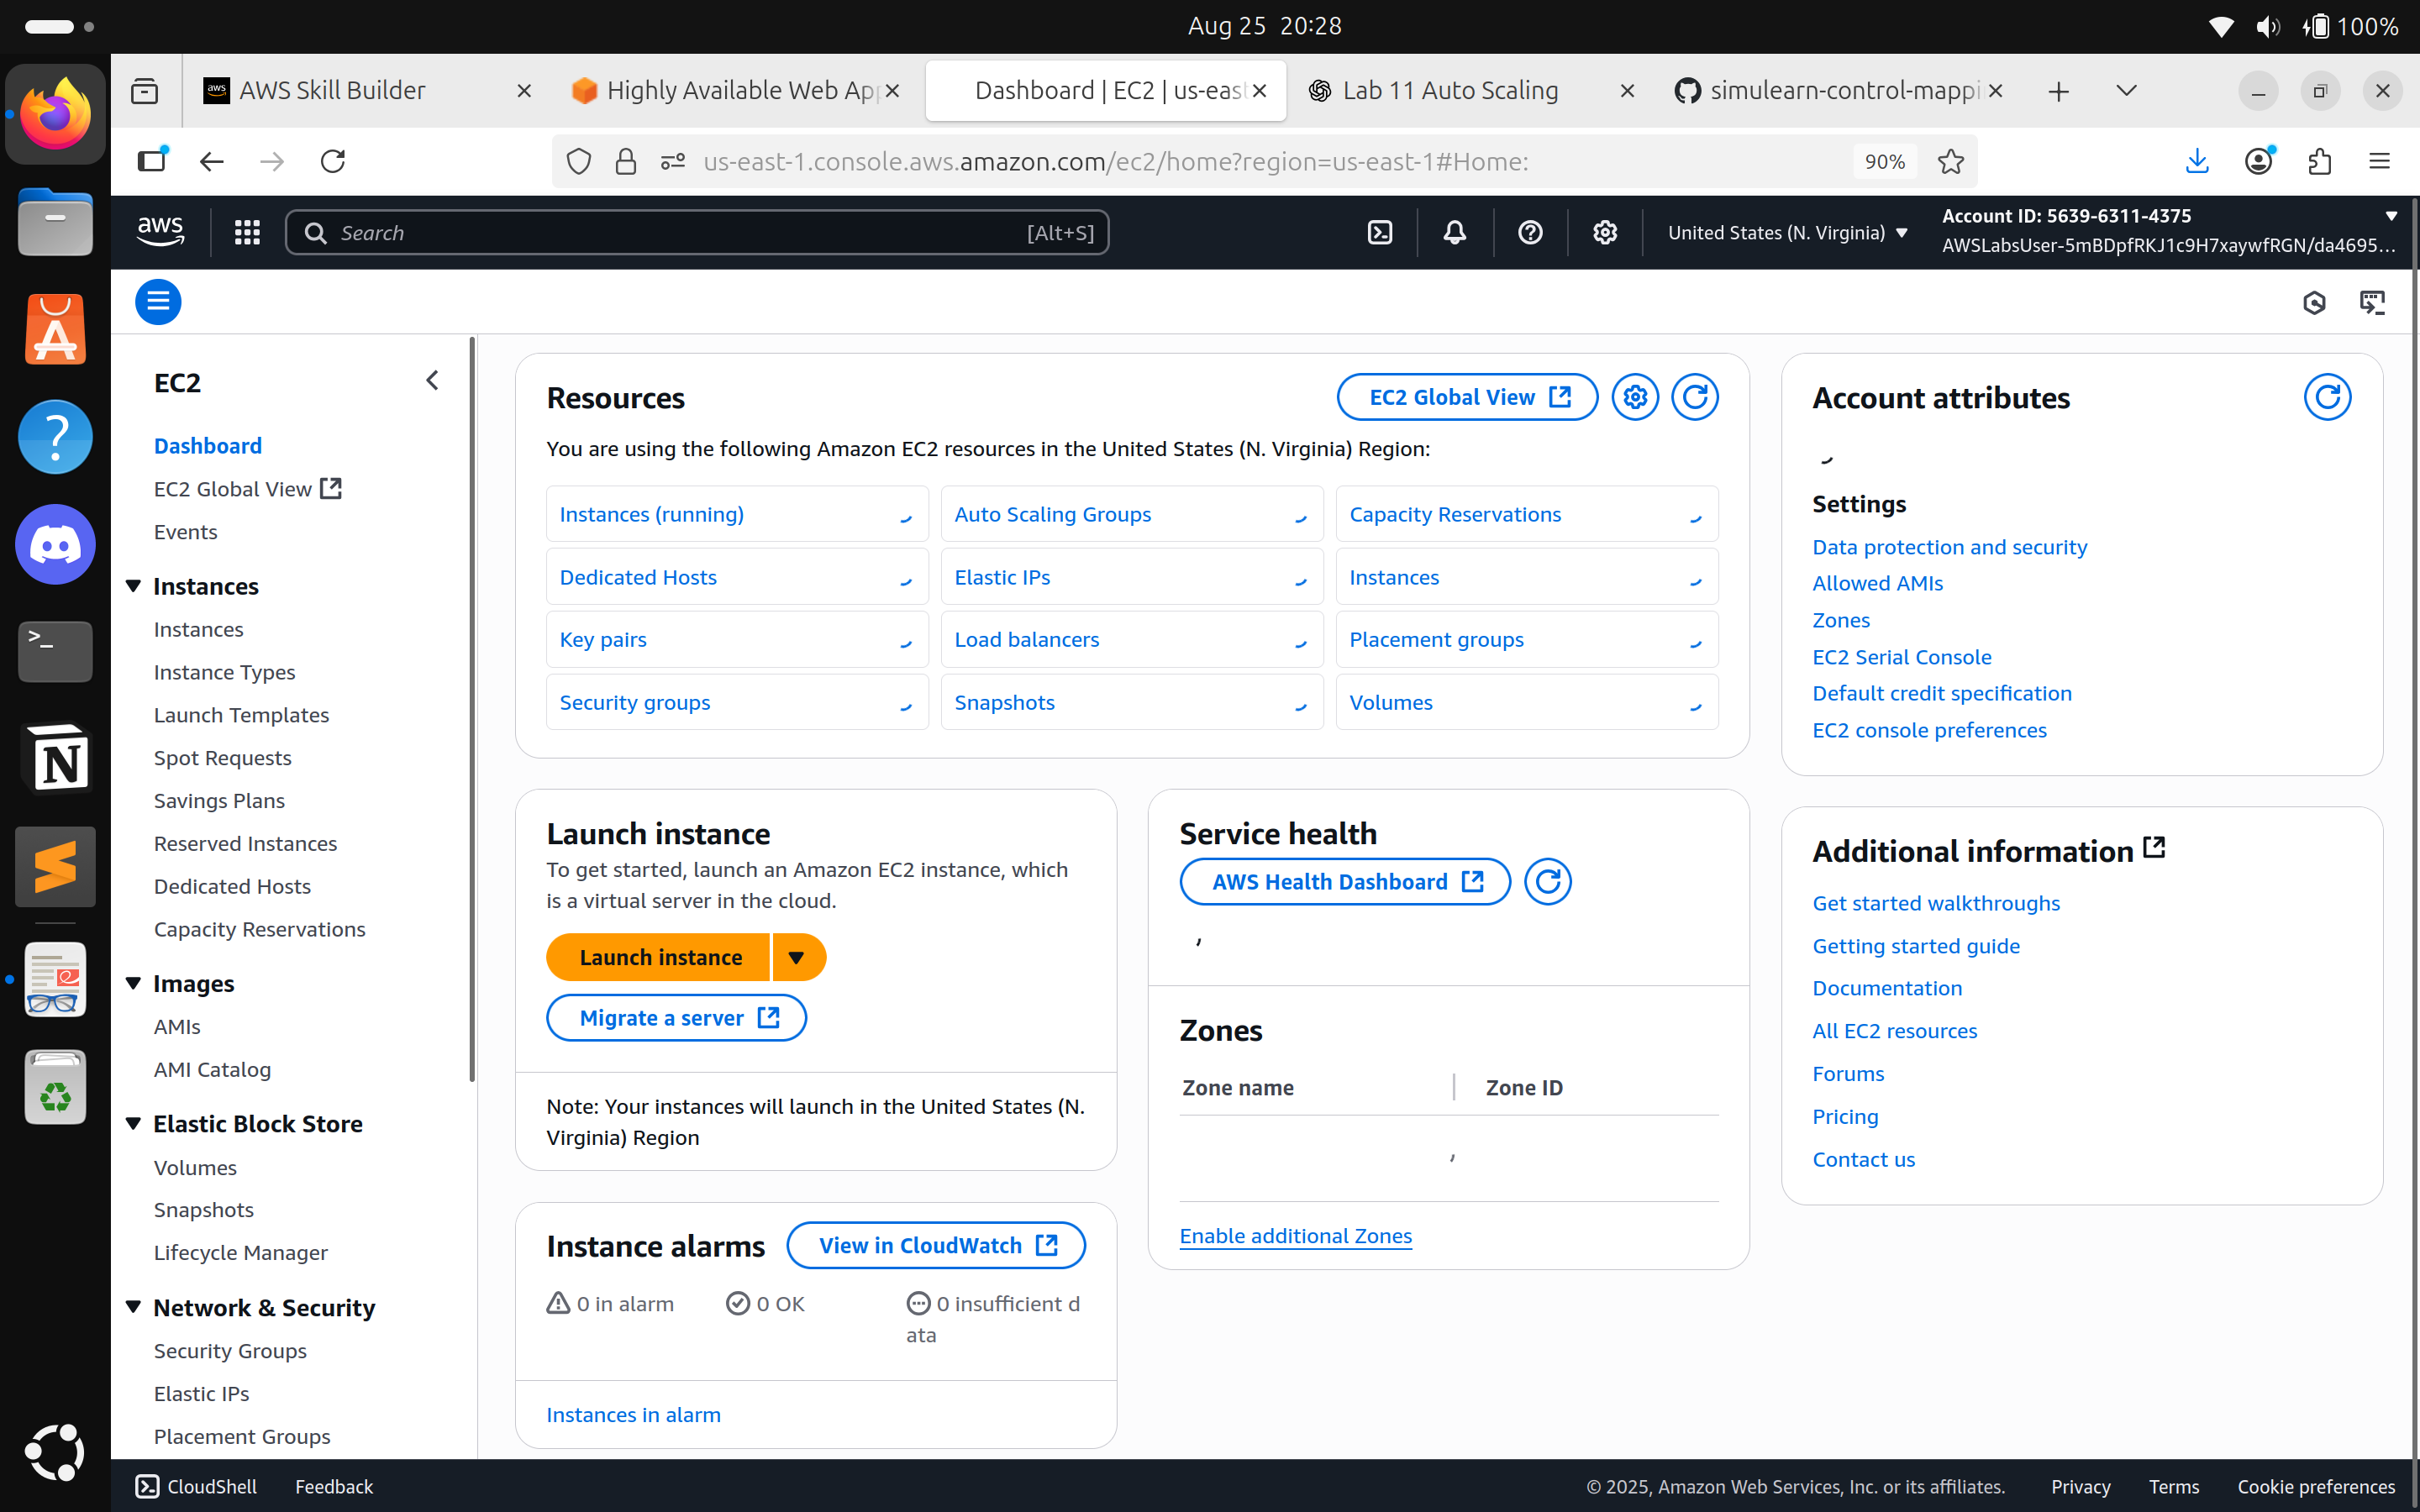 Aug 25 20:28
100%
AWS Skill Builder
Highly Available Web App
Dashboard | EC2 | us-east
Lab 11 Auto Scaling
simulearn-control-mappi
us-east-1.console.aws.amazon.com/ec2/home?region=us-east-1#Home:
90%
aws
Search
[Alt+S]
United States (N. Virginia)
Account ID: 5639-6311-4375
AWSLabsUser-5mBDpfRKJ1c9H7xaywfRGN/da4695...
EC2
Dashboard
EC2 Global View
Events
Instances
Instances
Instance Types
Launch Templates
Spot Requests
Savings Plans
Reserved Instances
Dedicated Hosts
Capacity Reservations
Images
AMIs
AMI Catalog
Elastic Block Store
Volumes
Snapshots
Lifecycle Manager
Network & Security
Security Groups
Elastic IPs
Placement Groups
Resources
EC2 Global View
You are using the following Amazon EC2 resources in the United States (N. Virginia) Region:
Instances (running)
Auto Scaling Groups
Capacity Reservations
Dedicated Hosts
Elastic IPs
Instances
Key pairs
Load balancers
Placement groups
Security groups
Snapshots
Volumes
Launch instance
To get started, launch an Amazon EC2 instance, which
is a virtual server in the cloud.
Launch instance
Migrate a server
Note: Your instances will launch in the United States (N.
Virginia) Region
Instance alarms
View in CloudWatch
0 in alarm
0 OK
0 insufficient d
ata
Instances in alarm
Service health
AWS Health Dashboard
Zones
Zone name
Zone ID
Enable additional Zones
Account attributes
Settings
Data protection and security
Allowed AMIs
Zones
EC2 Serial Console
Default credit specification
EC2 console preferences
Additional information
Get started walkthroughs
Getting started guide
Documentation
All EC2 resources
Forums
Pricing
Contact us
CloudShell
Feedback
© 2025, Amazon Web Services, Inc. or its affiliates.
Privacy
Terms
Cookie preferences